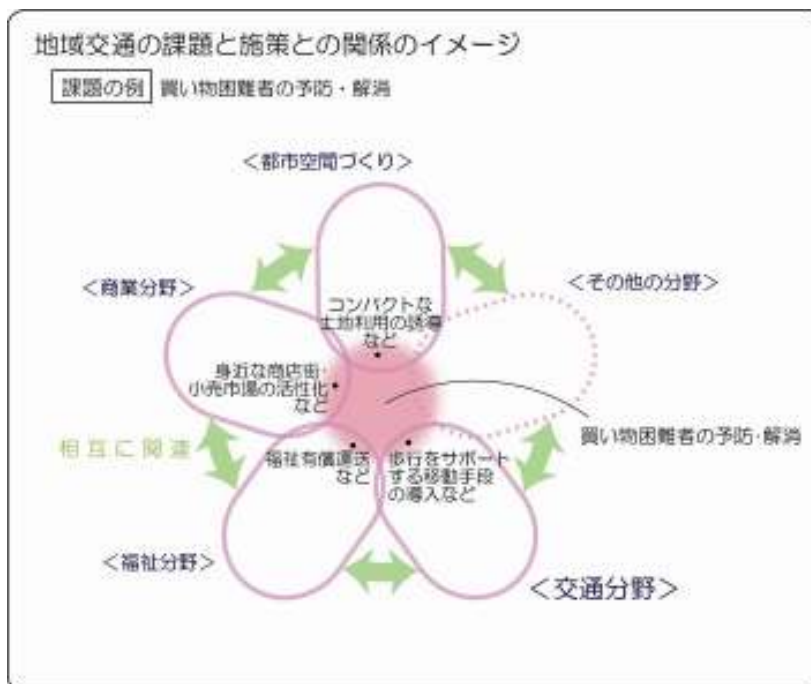 地域交通の課題と施策との関係のイメージ
課題の例 買い物困難者の予防・解消
＜都市空間づくり＞
＜商業分野＞
＜その他の分野＞
コンパクトな
土地利用の誘導
など
身近な商店街・
小売市場の活性化
など
買い物困難者の予防・解消
相互に関連
福祉有償運送
など
歩行をサポート
する移動手段
の導入など
＜福祉分野＞
＜交通分野＞